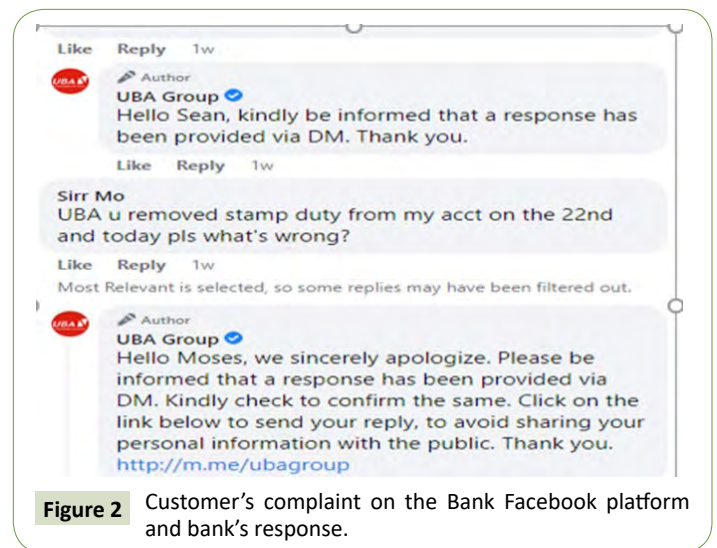 Like Reply 1w
UBA
Author
UBA Group
Hello Sean, kindly be informed that a response has
been provided via DM. Thank you.
Like Reply 1w
Sirr Mo
UBA u removed stamp duty from my acct on the 22nd
and today pls what's wrong?
Like Reply 1w
Most Relevant is selected, so some replies may have been filtered out.
UBA
Author
UBA Group
Hello Moses, we sincerely apologize. Please be
informed that a response has been provided via
DM. Kindly check to confirm the same. Click on the
link below to send your reply, to avoid sharing your
personal information with the public. Thank you.
http://m.me/ubagroup
Figure 2 Customer’s complaint on the Bank Facebook platform
and bank’s response.